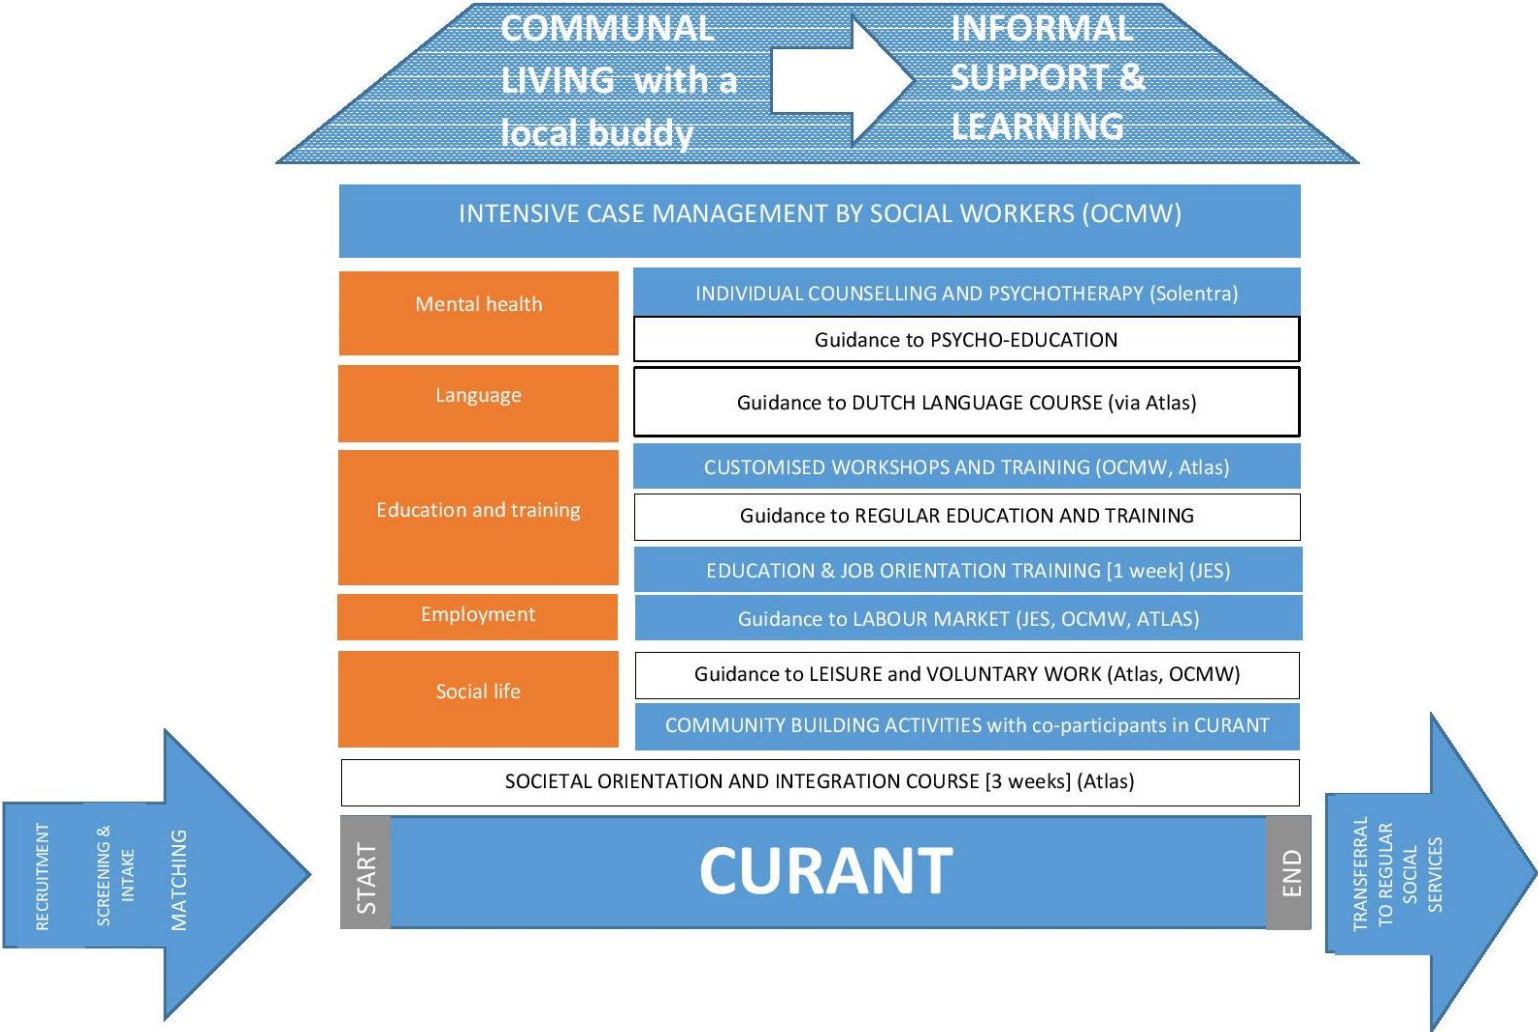 COMMUNAL
LIVING with a
local buddy
INFORMAL
SUPPORT &
LEARNING
INTENSIVE CASE MANAGEMENT BY SOCIAL WORKERS (OCMW)
Mental health
INDIVIDUAL COUNSELLING AND PSYCHOTHERAPY (Solentra)
Guidance to PSYCHO-EDUCATION
Language
Guidance to DUTCH LANGUAGE COURSE (via Atlas)
Education and training
CUSTOMISED WORKSHOPS AND TRAINING (OCMW, Atlas)
Guidance to REGULAR EDUCATION AND TRAINING
EDUCATION & JOB ORIENTATION TRAINING [1 week] (JES)
Employment
Guidance to LABOUR MARKET (JES, OCMW, ATLAS)
Social life
Guidance to LEISURE and VOLUNTARY WORK (Atlas, OCMW)
COMMUNITY BUILDING ACTIVITIES with co-participants in CURANT
SOCIETAL ORIENTATION AND INTEGRATION COURSE [3 weeks] (Atlas)
RECRUITMENT
SCREENING &
INTAKE
MATCHING
START
CURANT
END
TRANSFERRAL
TO REGULAR
SOCIAL
SERVICES